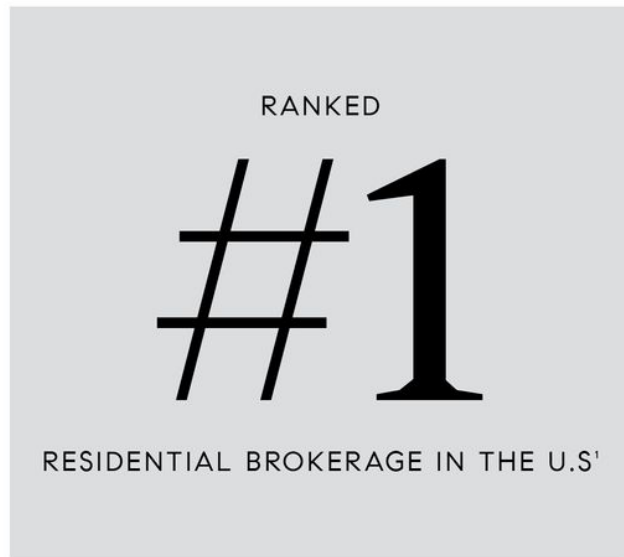 RANKED
#1
RESIDENTIAL BROKERAGE IN THE U.S¹